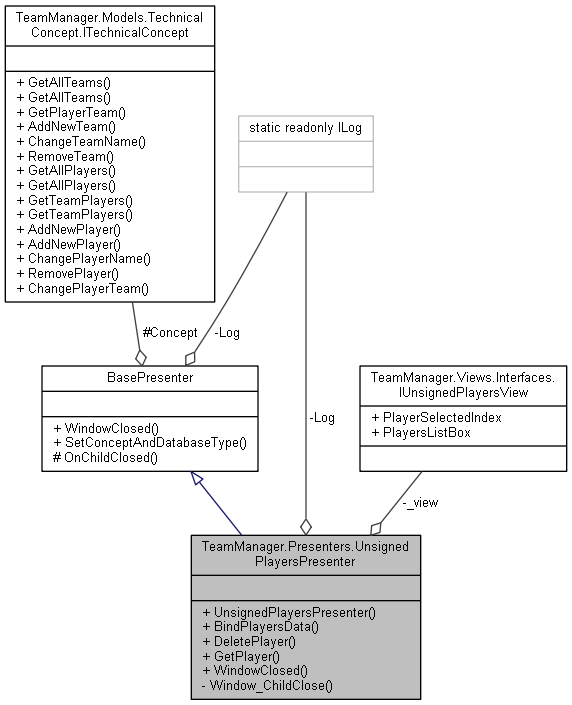 TeamManager.Models.Technical
Concept.ITechnicalConcept
+ GetAllTeams()
+ GetAllTeams()
+ GetPlayerTeam()
+ AddNewTeam()
+ ChangeTeamName()
+ RemoveTeam()
+ GetAllPlayers()
+ GetAllPlayers()
+ GetTeamPlayers()
+ GetTeamPlayers()
+ AddNewPlayer()
+ AddNewPlayer()
+ ChangePlayerName()
+ RemovePlayer()
+ ChangePlayerTeam()
static readonly ILog
#Concept
-Log
BasePresenter
+ WindowClosed()
+ SetConceptAndDatabaseType()
# OnChildClosed()
TeamManager.Views.Interfaces.
IUnsignedPlayersView
+ PlayerSelectedIndex
+ PlayersListBox
-Log
-_view
TeamManager.Presenters.Unsigned
PlayersPresenter
+ UnsignedPlayersPresenter()
+ BindPlayersData()
+ DeletePlayer()
+ GetPlayer()
+ WindowClosed()
- Window_ChildClose()